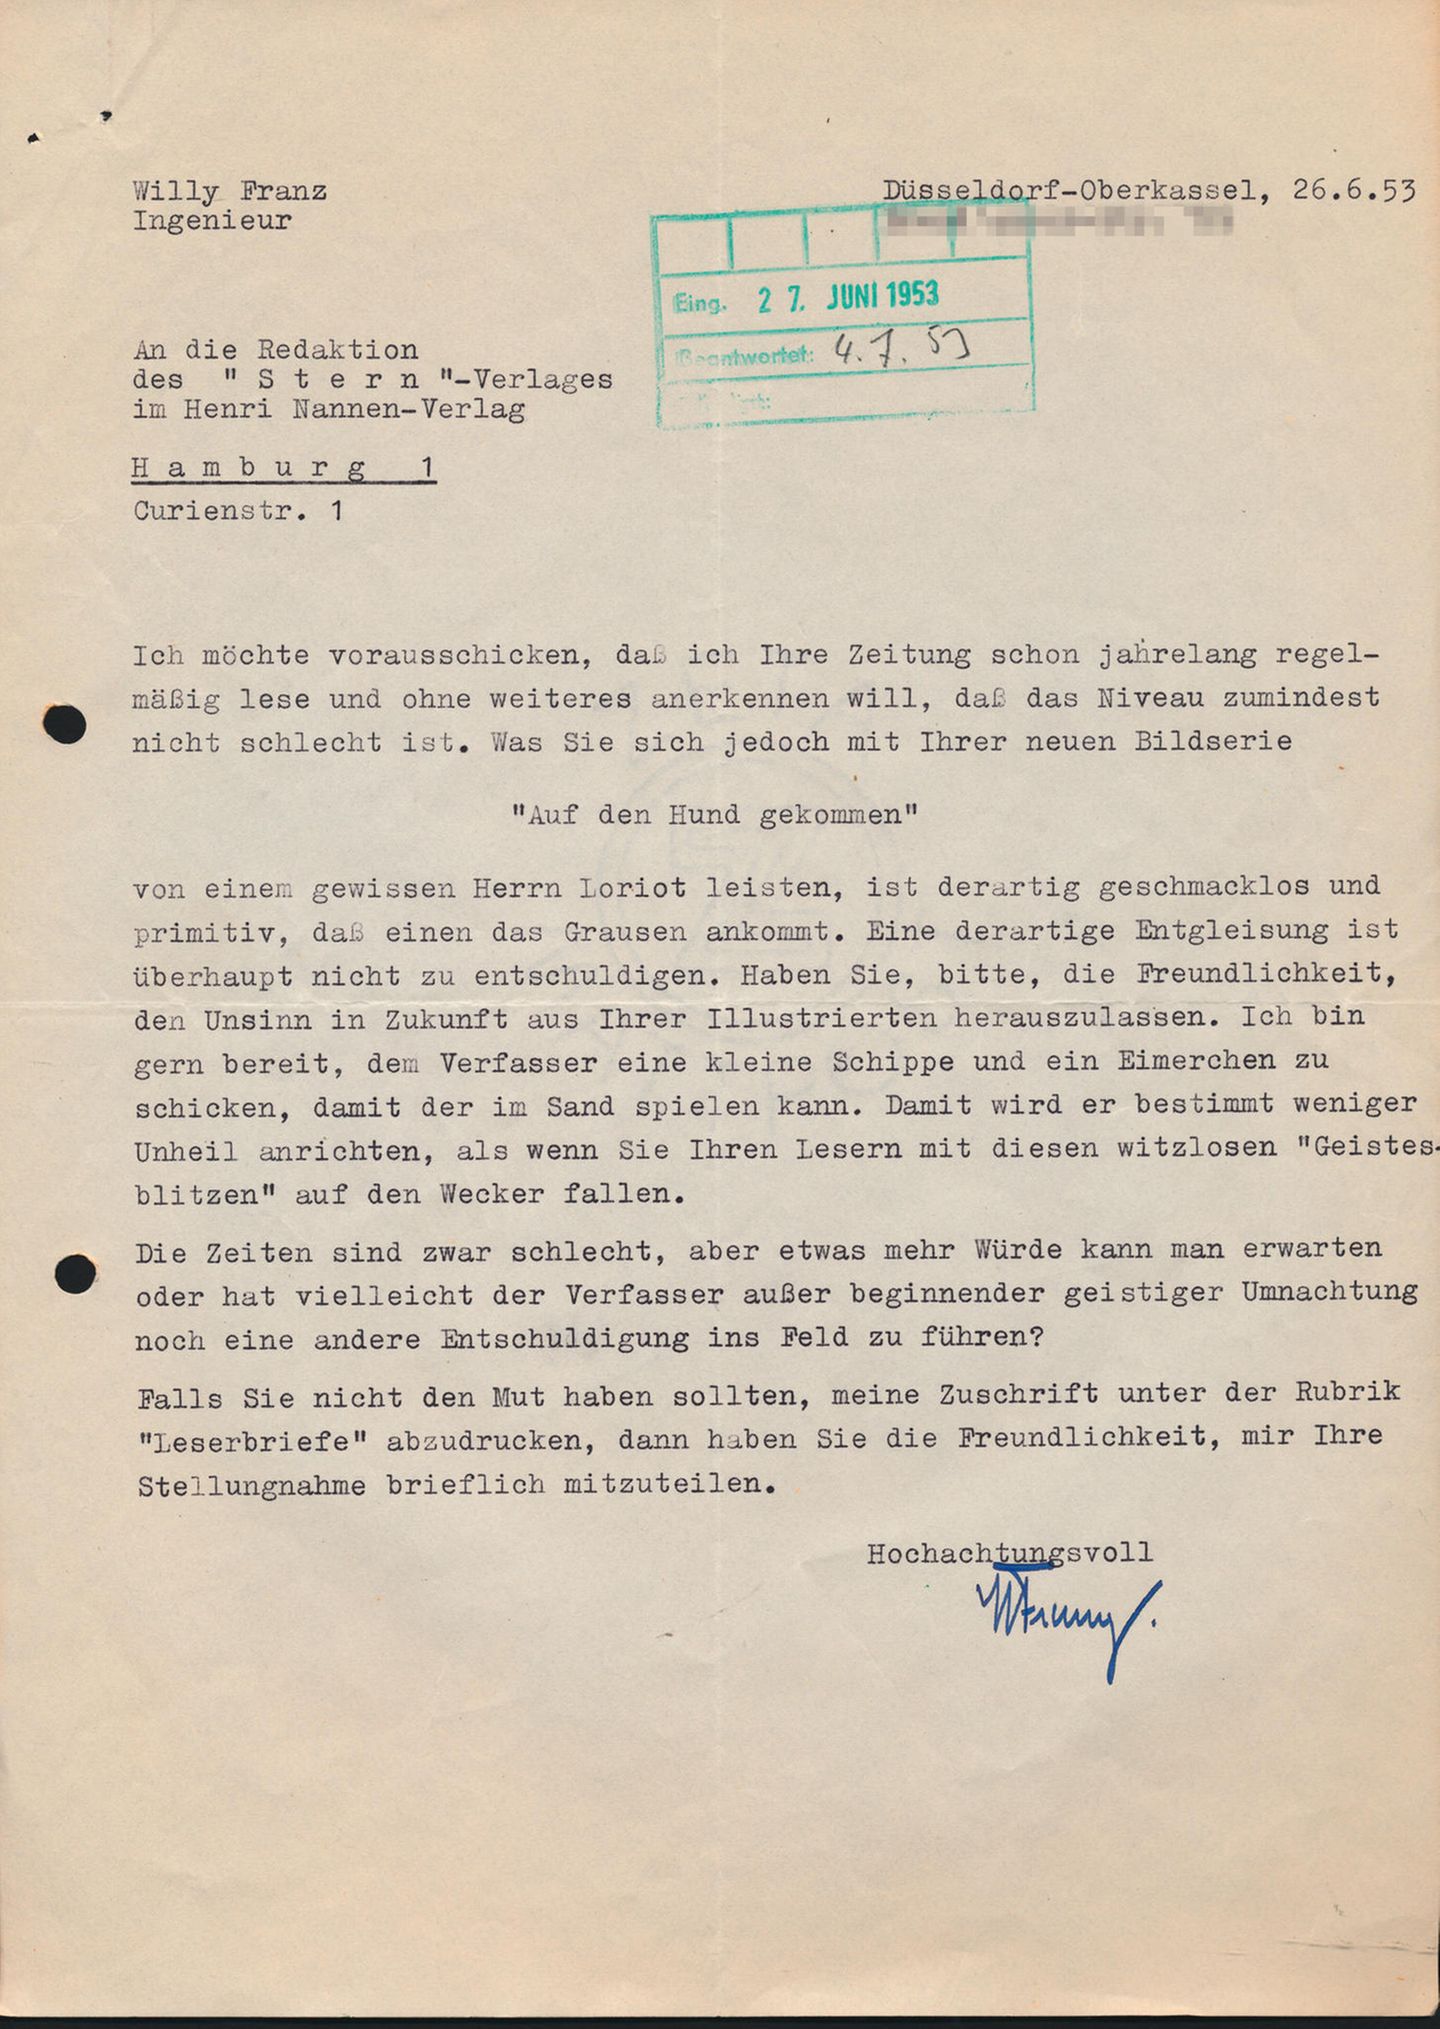 Willy Franz
Ingenieur
Düsseldorf-Oberkassel, 26.6.53
Eing. 27. JUNI 1953
Beantwortet: 4.7.53
An die Redaktion
des " S t e r n "-Verlages
im Henri Nannen-Verlag
H a m b u r g 1
Curienstr. 1
Ich möchte vorausschicken, daß ich Ihre Zeitung schon jahrelang regel-
mäßig lese und ohne weiteres anerkennen will, daß das Niveau zumindest
nicht schlecht ist. Was Sie sich jedoch mit Ihrer neuen Bildserie
"Auf den Hund gekommen"
von einem gewissen Herrn Loriot leisten, ist derartig geschmacklos und
primitiv, daß einen das Grausen ankommt. Eine derartige Entgleisung ist
überhaupt nicht zu entschuldigen. Haben Sie, bitte, die Freundlichkeit,
den Unsinn in Zukunft aus Ihrer Illustrierten herauszulassen. Ich bin
gern bereit, dem Verfasser eine kleine Schippe und ein Eimerchen zu
schicken, damit der im Sand spielen kann. Damit wird er bestimmt weniger
Unheil anrichten, als wenn Sie Ihren Lesern mit diesen witzlosen "Geistes-
blitzen" auf den Wecker fallen.
Die Zeiten sind zwar schlecht, aber etwas mehr Würde kann man erwarten
oder hat vielleicht der Verfasser außer beginnender geistiger Umnachtung
noch eine andere Entschuldigung ins Feld zu führen?
Falls Sie nicht den Mut haben sollten, meine Zuschrift unter der Rubrik
"Leserbriefe" abzudrucken, dann haben Sie die Freundlichkeit, mir Ihre
Stellungnahme brieflich mitzuteilen.
Hochachtungsvoll